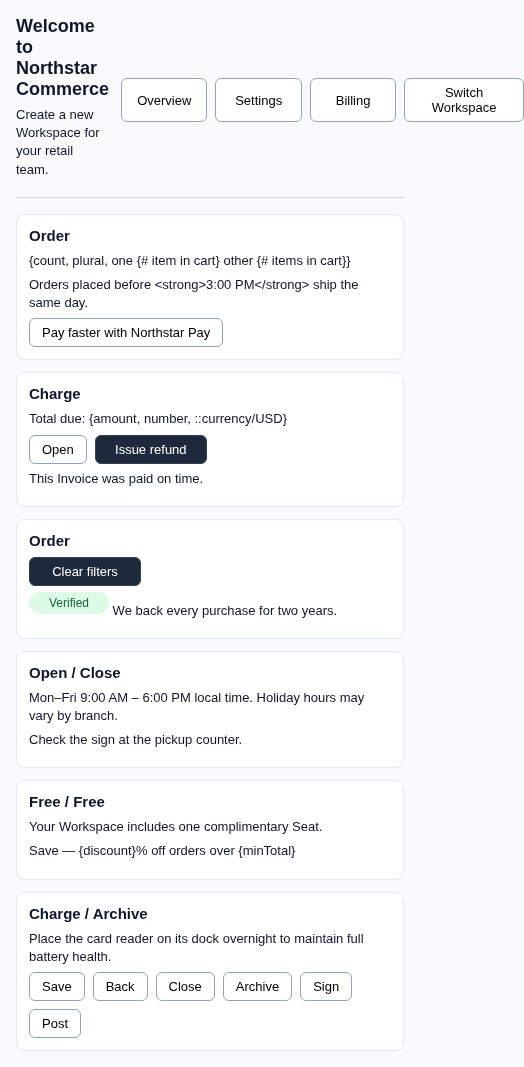 Welcome
to
Northstar
Commerce
Create a new
Workspace for
your retail
team.
Overview
Settings
Billing
Switch
Workspace
Order
{count, plural, one {# item in cart} other {# items in cart}}
Orders placed before <strong>3:00 PM</strong> ship the
same day.
Pay faster with Northstar Pay
Charge
Total due: {amount, number, ::currency/USD}
Open
Issue refund
This Invoice was paid on time.
Order
Clear filters
Verified
We back every purchase for two years.
Open / Close
Mon–Fri 9:00 AM – 6:00 PM local time. Holiday hours may
vary by branch.
Check the sign at the pickup counter.
Free / Free
Your Workspace includes one complimentary Seat.
Save — {discount}% off orders over {minTotal}
Charge / Archive
Place the card reader on its dock overnight to maintain full
battery health.
Save
Back
Close
Archive
Sign
Post